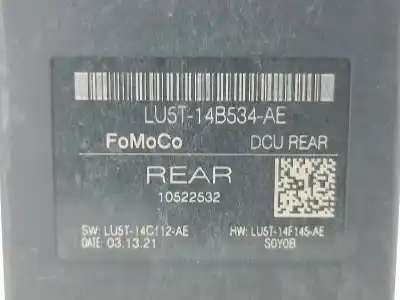 LU5T-14B534-AE
FoMoCo DCU REAR
REAR
10522532
SW: LU5T-14C112-AE HW: LU5T-14F145-AE
DATE: 03.13.21 S0Y0B